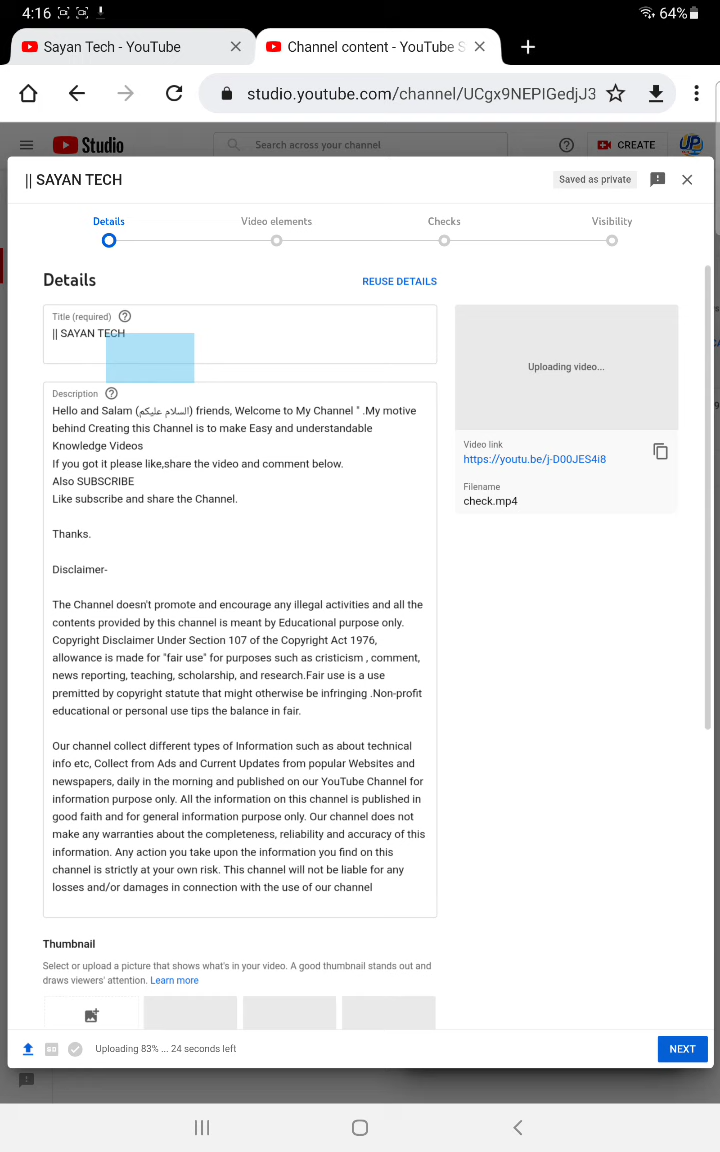 4:16
64%
Sayan Tech - YouTube
Channel content - YouTube S
studio.youtube.com/channel/UCgx9NEPIGedjJ3
Studio
Search across your channel
CREATE
|| SAYAN TECH
Saved as private
Details
Video elements
Checks
Visibility
Details
REUSE DETAILS
Title (required)
|| SAYAN TECH
Description
Hello and Salam (السلام عليكم) friends, Welcome to My Channel " .My motive
behind Creating this Channel is to make Easy and understandable
Knowledge Videos
If you got it please like,share the video and comment below.
Also SUBSCRIBE
Like subscribe and share the Channel.
Thanks.
Disclaimer-
The Channel doesn't promote and encourage any illegal activities and all the
contents provided by this channel is meant by Educational purpose only.
Copyright Disclaimer Under Section 107 of the Copyright Act 1976,
allowance is made for "fair use" for purposes such as cristicism , comment,
news reporting, teaching, scholarship, and research.Fair use is a use
premitted by copyright statute that might otherwise be infringing .Non-profit
educational or personal use tips the balance in fair.
Our channel collect different types of Information such as about technical
info etc, Collect from Ads and Current Updates from popular Websites and
newspapers, daily in the morning and published on our YouTube Channel for
information purpose only. All the information on this channel is published in
good faith and for general information purpose only. Our channel does not
make any warranties about the completeness, reliability and accuracy of this
information. Any action you take upon the information you find on this
channel is strictly at your own risk. This channel will not be liable for any
losses and/or damages in connection with the use of our channel
Uploading video...
Video link
https://youtu.be/j-D00JES4i8
Filename
check.mp4
Thumbnail
Select or upload a picture that shows what's in your video. A good thumbnail stands out and
draws viewers' attention. Learn more
Uploading 83% ... 24 seconds left
NEXT